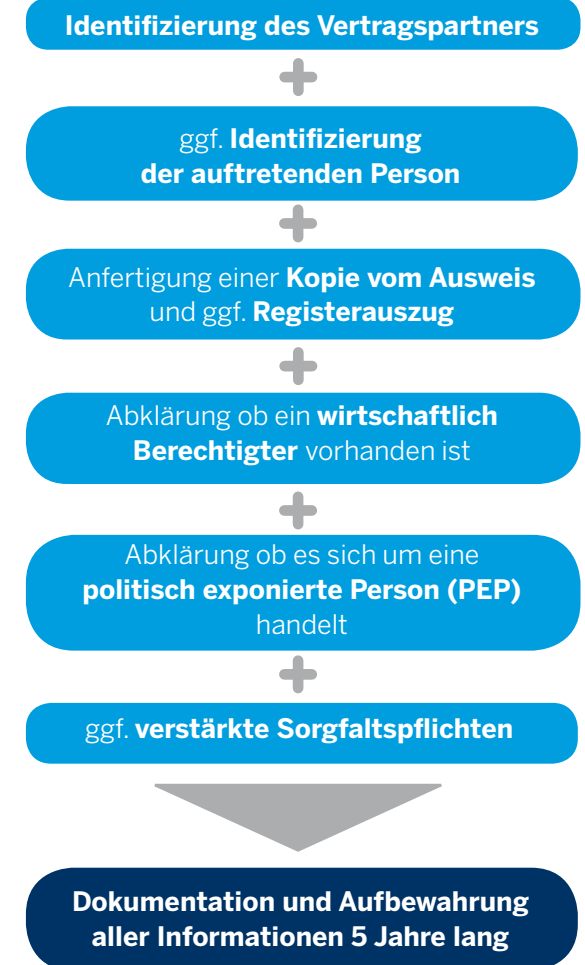 Identifizierung des Vertragspartners
ggf. Identifizierung
der auftretenden Person
Anfertigung einer Kopie vom Ausweis
und ggf. Registerauszug
Abklärung ob ein wirtschaftlich
Berechtigter vorhanden ist
Abklärung ob es sich um eine
politisch exponierte Person (PEP)
handelt
ggf. verstärkte Sorgfaltspflichten
Dokumentation und Aufbewahrung
aller Informationen 5 Jahre lang